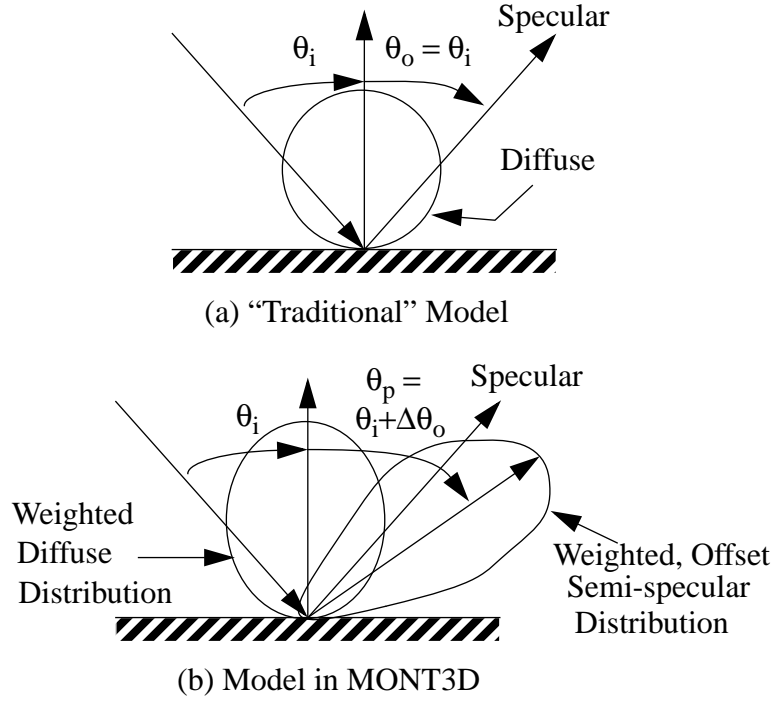 Specular
θi
θo = θi
Diffuse
(a) “Traditional” Model
θp =
θi+Δθo
Specular
θi
Weighted
Diffuse
Distribution
Weighted, Offset
Semi-specular
Distribution
(b) Model in MONT3D